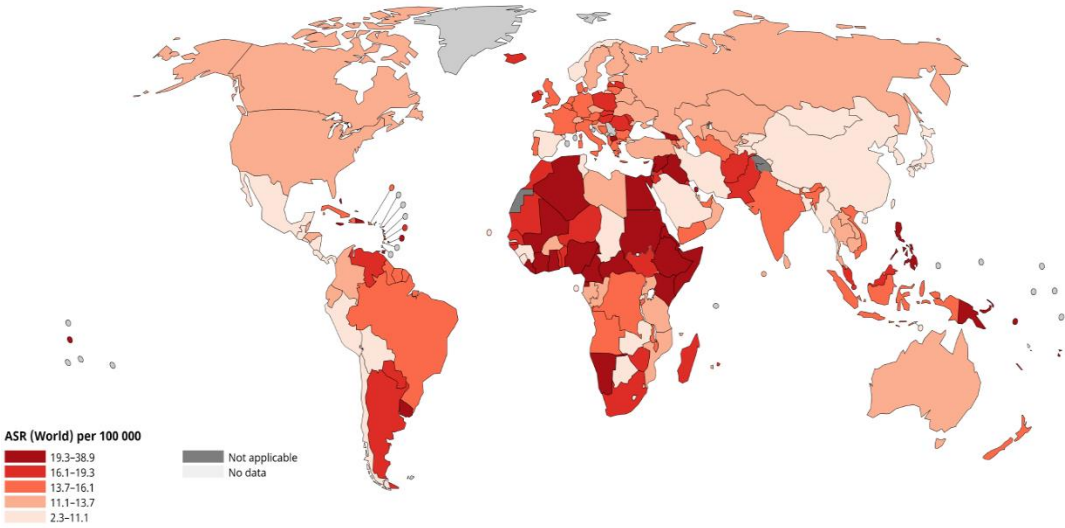 ASR (World) per 100 000
19.3–38.9
16.1–19.3
13.7–16.1
11.1–13.7
2.3–11.1
Not applicable
No data